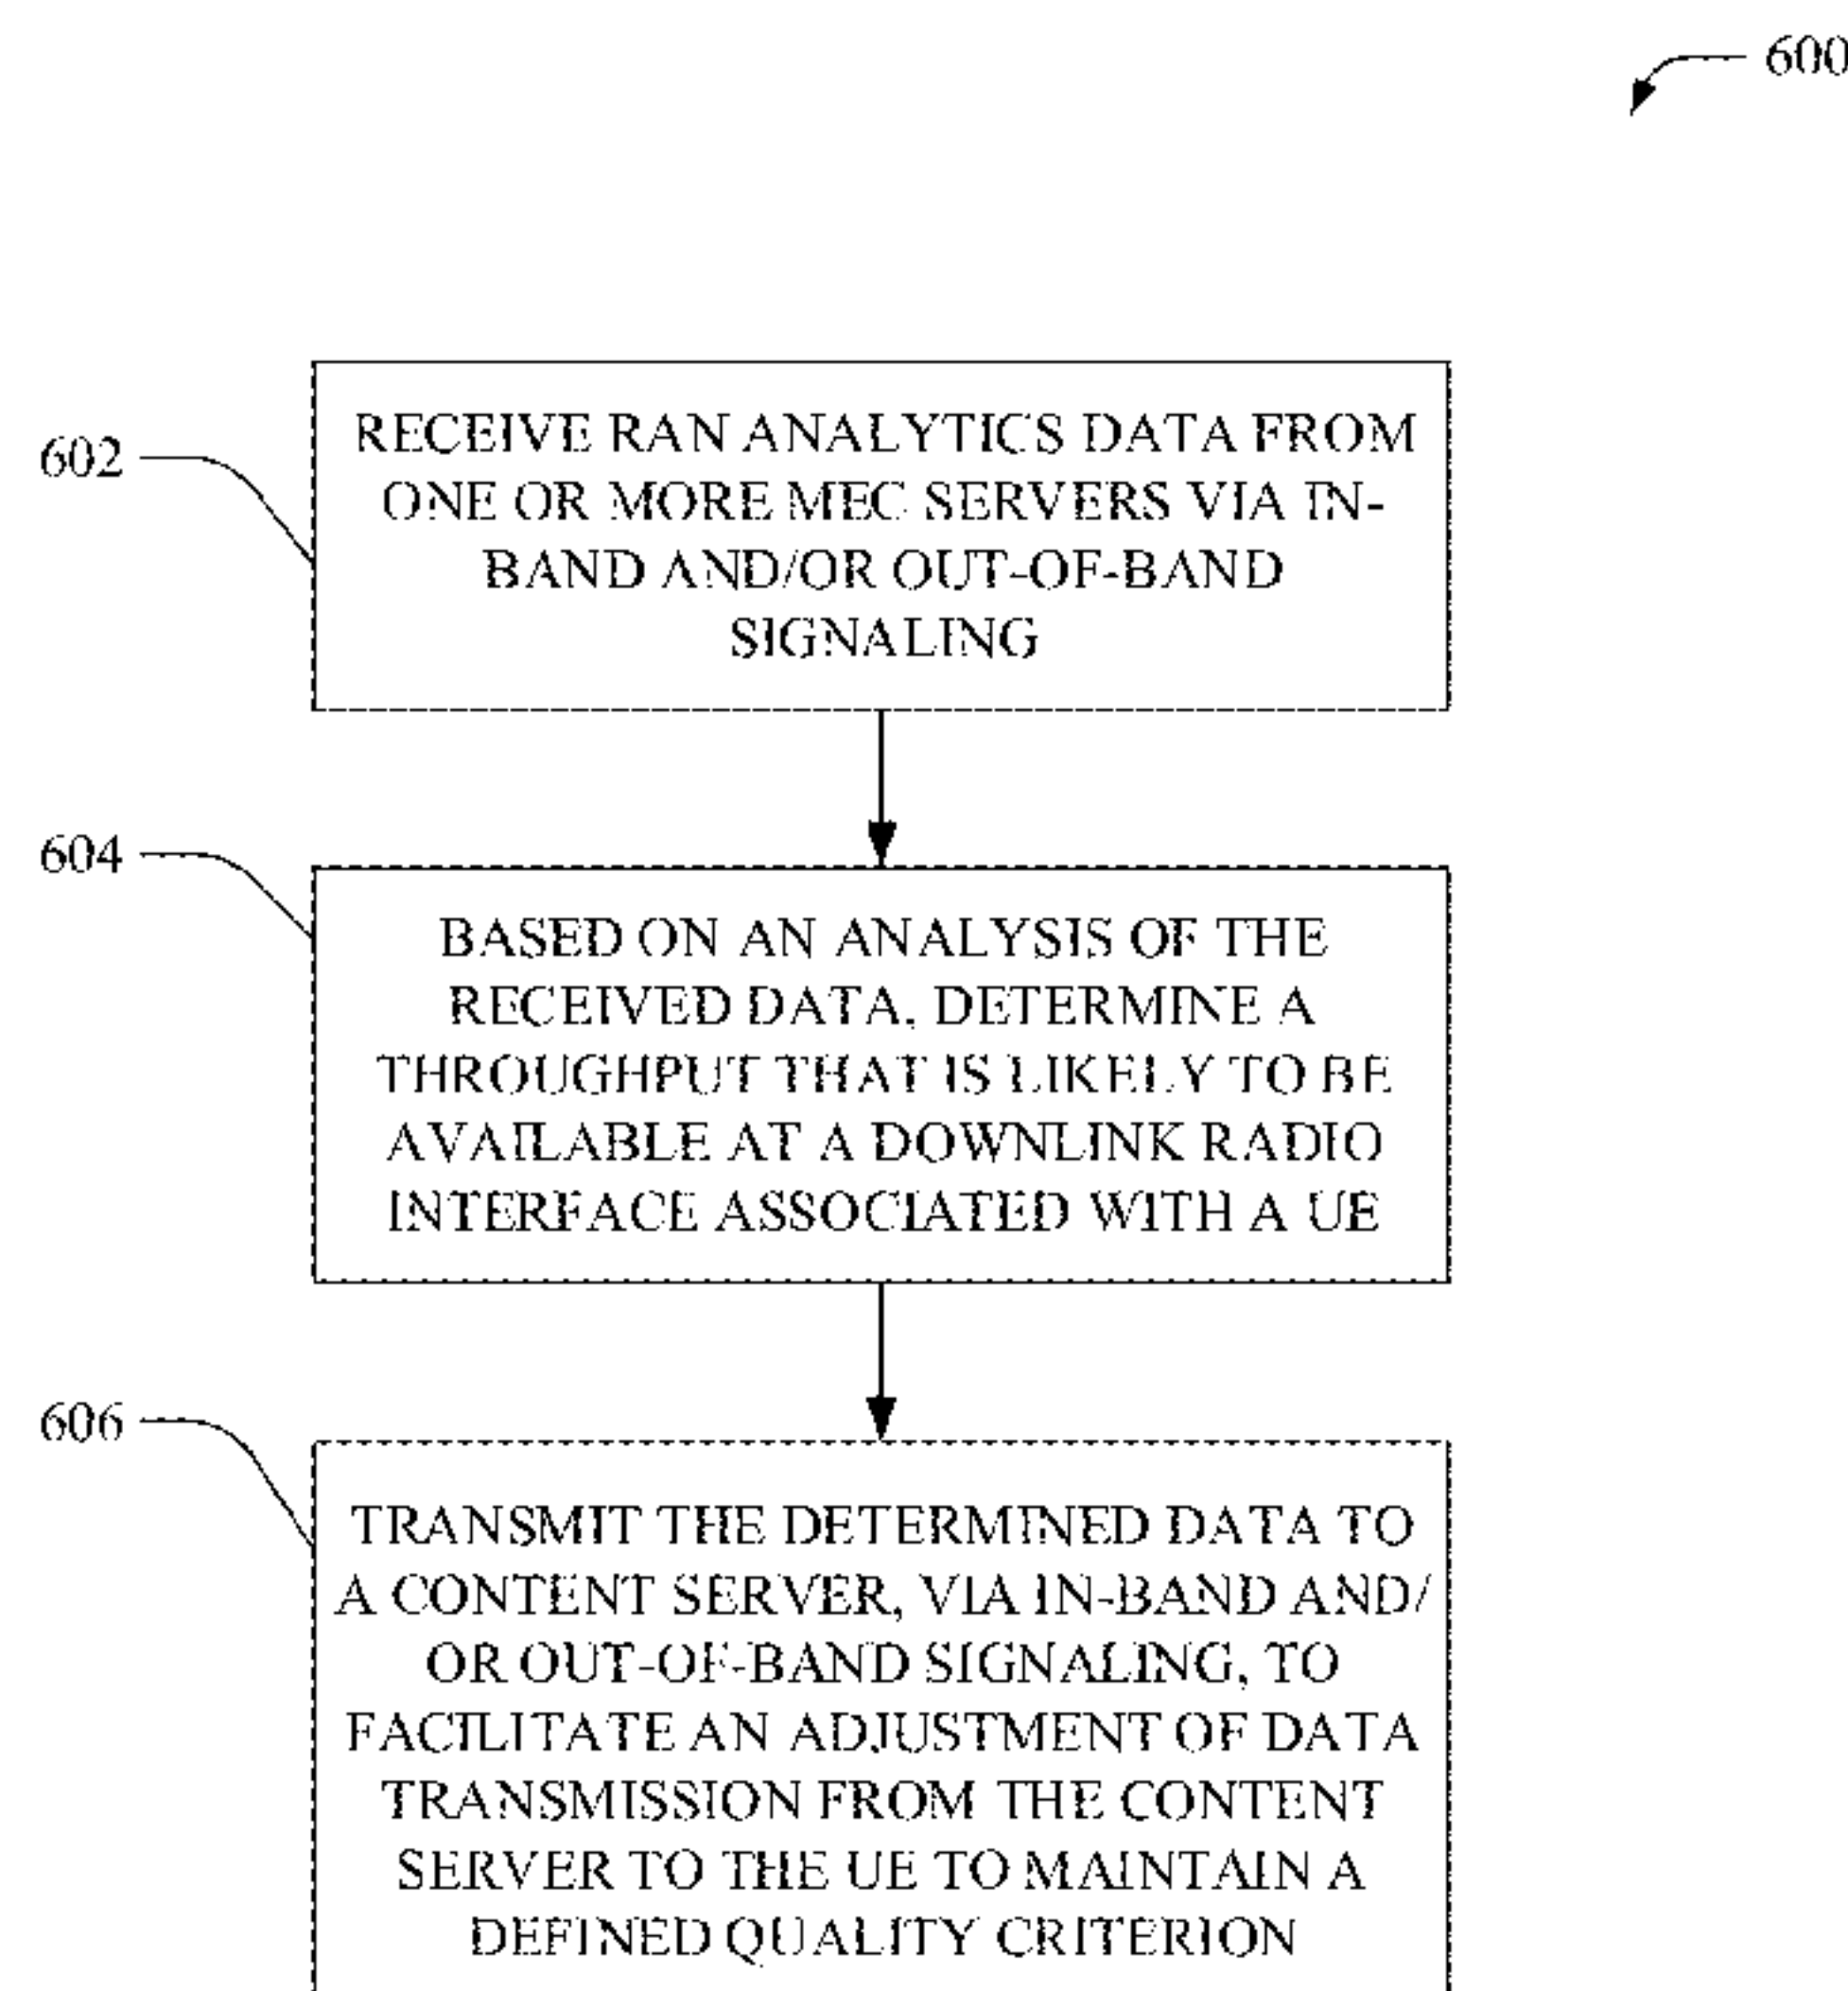 600
602
RECEIVE RAN ANALYTICS DATA FROM
ONE OR MORE MEC SERVERS VIA IN-
BAND AND/OR OUT-OF-BAND
SIGNALING
604
BASED ON AN ANALYSIS OF THE
RECEIVED DATA, DETERMINE A
THROUGHPUT THAT IS LIKELY TO BE
AVAILABLE AT A DOWNLINK RADIO
INTERFACE ASSOCIATED WITH A UE
606
TRANSMIT THE DETERMINED DATA TO
A CONTENT SERVER, VIA IN-BAND AND/
OR OUT-OF-BAND SIGNALING, TO
FACILITATE AN ADJUSTMENT OF DATA
TRANSMISSION FROM THE CONTENT
SERVER TO THE UE TO MAINTAIN A
DEFINED QUALITY CRITERION